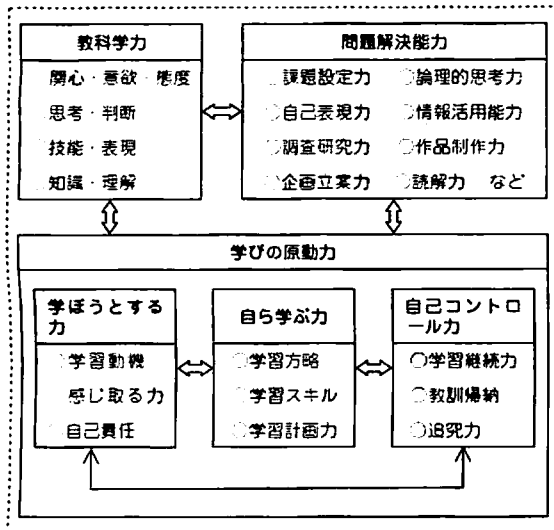 教科学力
関心・意欲・態度
思考・判断
技能・表現
知識・理解
問題解決能力
○課題設定力 ○論理的思考力
○自己表現力 ○情報活用能力
○調査研究力 ○作品制作力
○企画立案力 ○読解力 など
学びの原動力
学ぼうとする
力
○学習動機
感じ取る力
○自己責任
自ら学ぶ力
○学習方略
○学習スキル
○学習計画力
自己コントロ
ール力
○学習継続力
○教訓帰納
○追究力